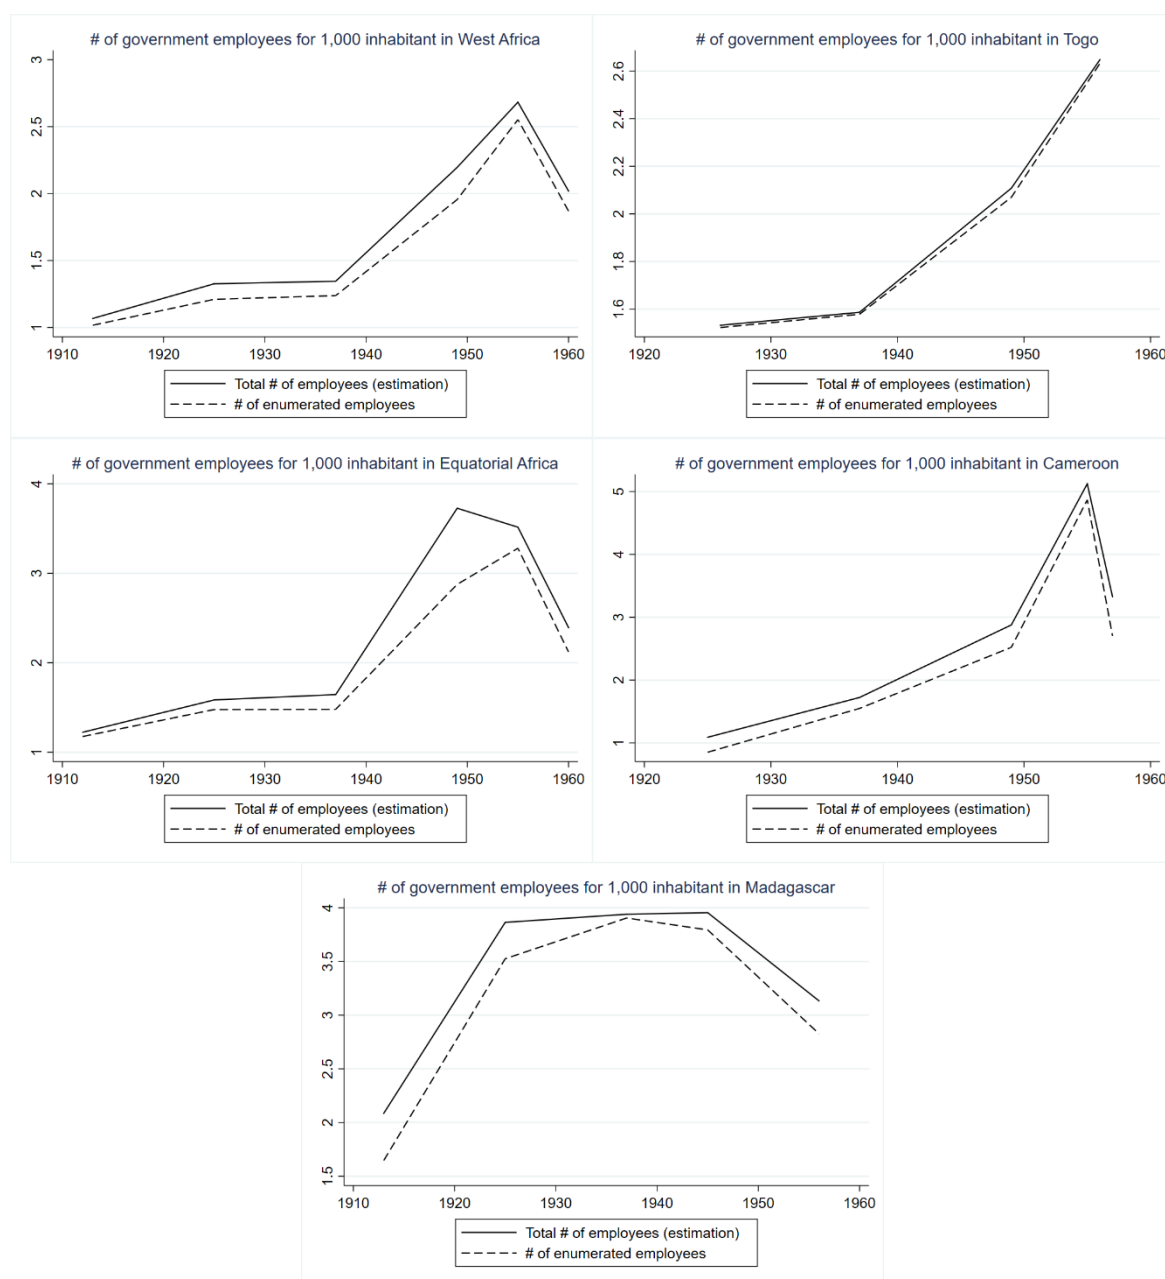 # of government employees for 1,000 inhabitant in West Africa
3
2.5
2
1.5
1
1910 1920 1930 1940 1950 1960
Total # of employees (estimation)
# of enumerated employees
# of government employees for 1,000 inhabitant in Togo
2.6
2.4
2.2
2
1.8
1.6
1920 1930 1940 1950 1960
Total # of employees (estimation)
# of enumerated employees
# of government employees for 1,000 inhabitant in Equatorial Africa
4
3
2
1
1910 1920 1930 1940 1950 1960
Total # of employees (estimation)
# of enumerated employees
# of government employees for 1,000 inhabitant in Cameroon
5
4
3
2
1
1920 1930 1940 1950 1960
Total # of employees (estimation)
# of enumerated employees
# of government employees for 1,000 inhabitant in Madagascar
4
3.5
3
2.5
2
1.5
1910 1920 1930 1940 1950 1960
Total # of employees (estimation)
# of enumerated employees